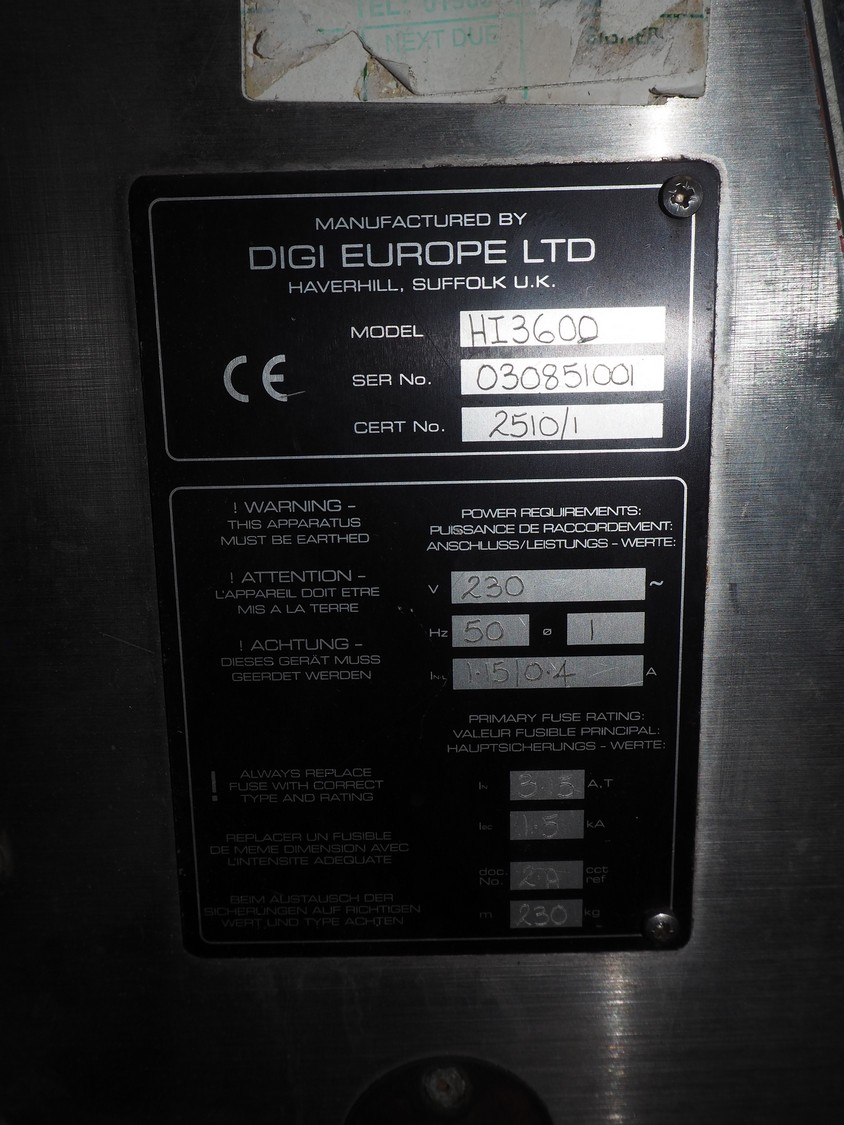 NEXT DUE
MANUFACTURED BY
DIGI EUROPE LTD
HAVERHILL, SUFFOLK U.K.
MODEL HI3600
CE
SER No. 030851001
CERT No. 2510/1
! WARNING –
THIS APPARATUS
MUST BE EARTHED
! ATTENTION –
L'APPAREIL DOIT ETRE
MIS A LA TERRE
! ACHTUNG –
DIESES GERÄT MUSS
GEERDET WERDEN
POWER REQUIREMENTS:
PUISSANCE DE RACCORDEMENT:
ANSCHLUSS/LEISTUNGS – WERTE:
V 230 ~
Hz 50 ø 1
1.15/0.4 A
PRIMARY FUSE RATING:
VALEUR FUSIBLE PRINCIPAL:
HAUPTSICHERUNGS – WERTE:
! ALWAYS REPLACE
FUSE WITH CORRECT
TYPE AND RATING
REPLACER UN FUSIBLE
DE MEME DIMENSION AVEC
L'INTENSITE ADEQUATE
BEIM AUSTAUSCH DER
SICHERUNGEN AUF RICHTIGEN
WERT UND TYPE ACHTEN
IN 3.15 A,T
1.5 kA
doc. No. cct ref
m 230 kg